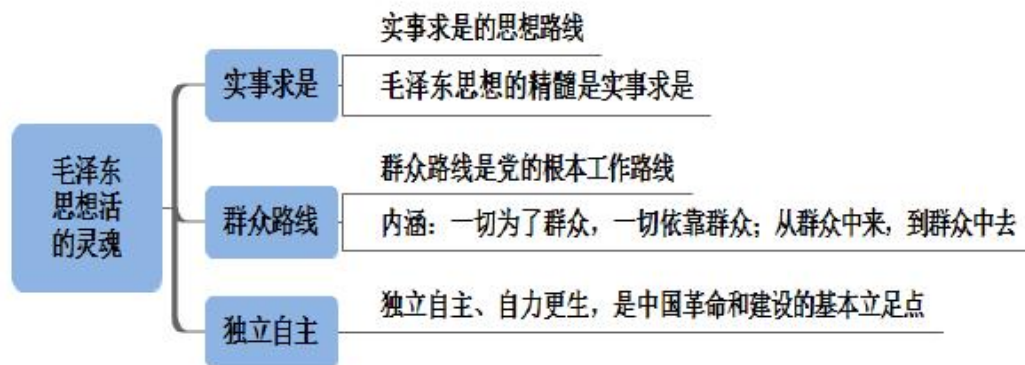 毛泽东
思想活
的灵魂
实事求是
实事求是的思想路线
毛泽东思想的精髓是实事求是
群众路线
群众路线是党的根本工作路线
内涵：一切为了群众，一切依靠群众；从群众中来，到群众中去
独立自主
独立自主、自力更生，是中国革命和建设的基本立足点